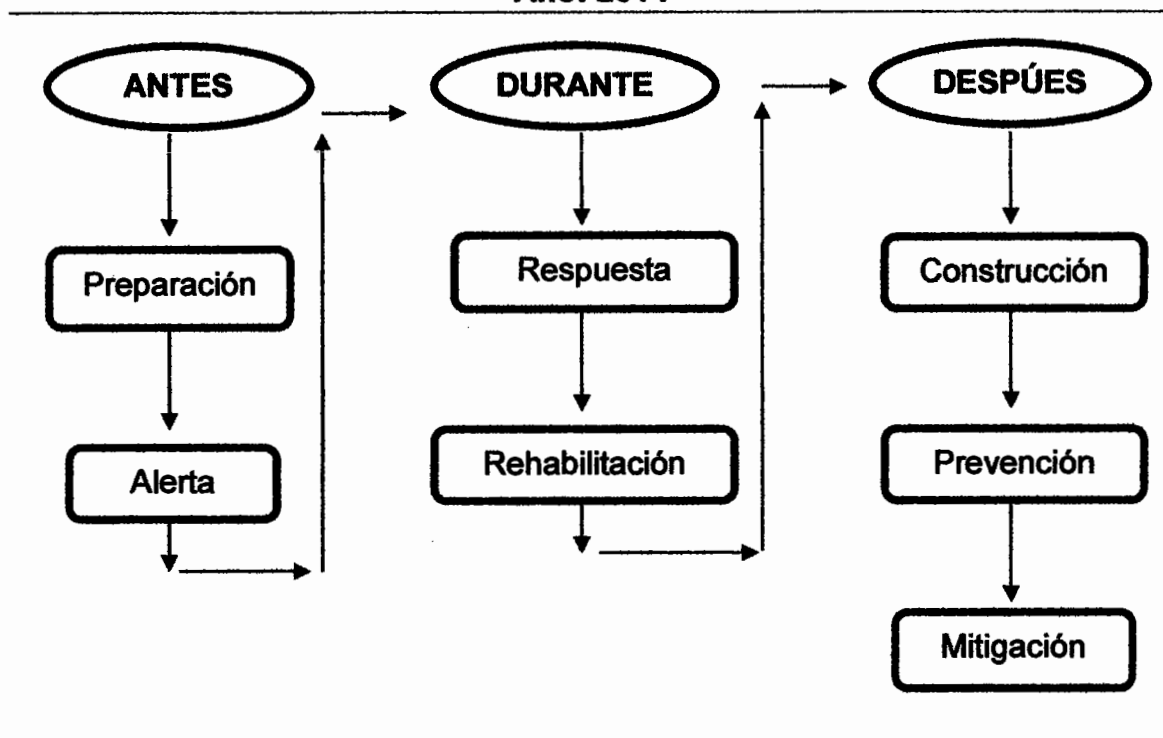 ANTES
DURANTE
DESPÚES
Preparación
Respuesta
Construcción
Alerta
Rehabilitación
Prevención
Mitigación